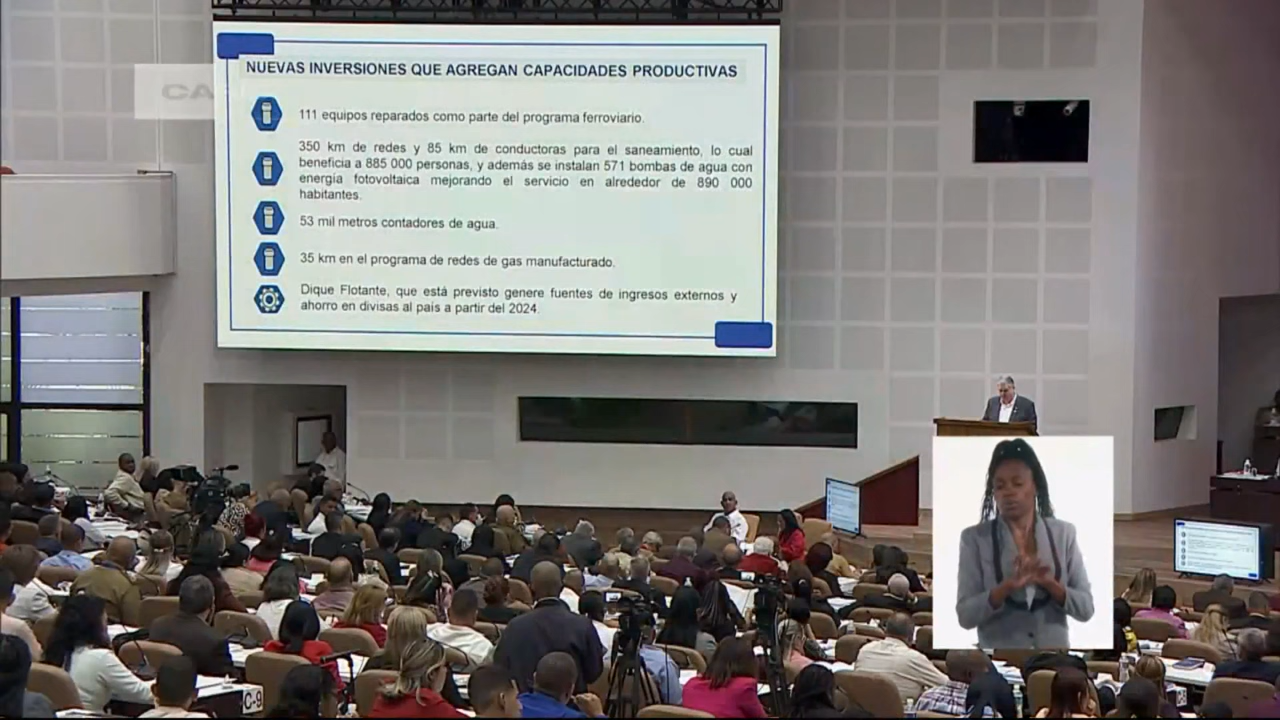 NUEVAS INVERSIONES QUE AGREGAN CAPACIDADES PRODUCTIVAS
CA
111 equipos reparados como parte del programa ferroviario.
350 km de redes y 85 km de conductoras para el saneamiento, lo cual
beneficia a 885 000 personas, y además se instalan 571 bombas de agua con
energía fotovoltaica mejorando el servicio en alrededor de 890 000
habitantes.
53 mil metros contadores de agua.
35 km en el programa de redes de gas manufacturado.
Dique Flotante, que está previsto genere fuentes de ingresos externos y
ahorro en divisas al país a partir del 2024.
C-9